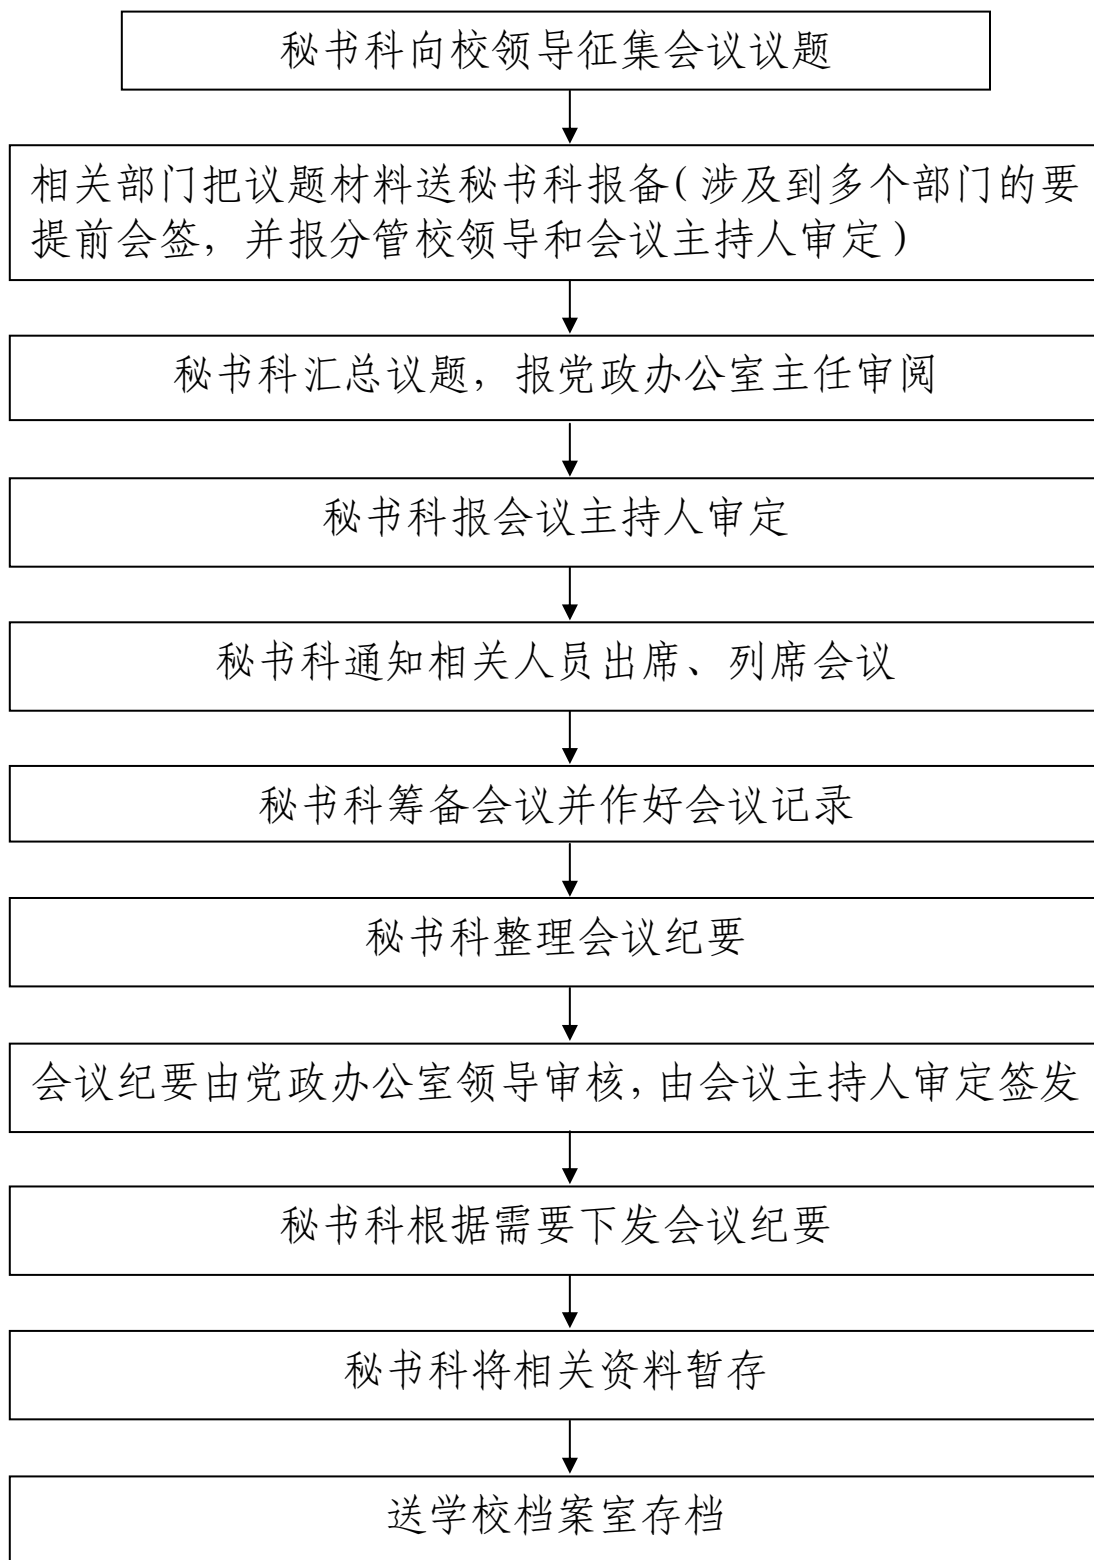 秘书科向校领导征集会议议题
相关部门把议题材料送秘书科报备(涉及到多个部门的要
提前会签，并报分管校领导和会议主持人审定)
秘书科汇总议题，报党政办公室主任审阅
秘书科报会议主持人审定
秘书科通知相关人员出席、列席会议
秘书科筹备会议并作好会议记录
秘书科整理会议纪要
会议纪要由党政办公室领导审核，由会议主持人审定签发
秘书科根据需要下发会议纪要
秘书科将相关资料暂存
送学校档案室存档